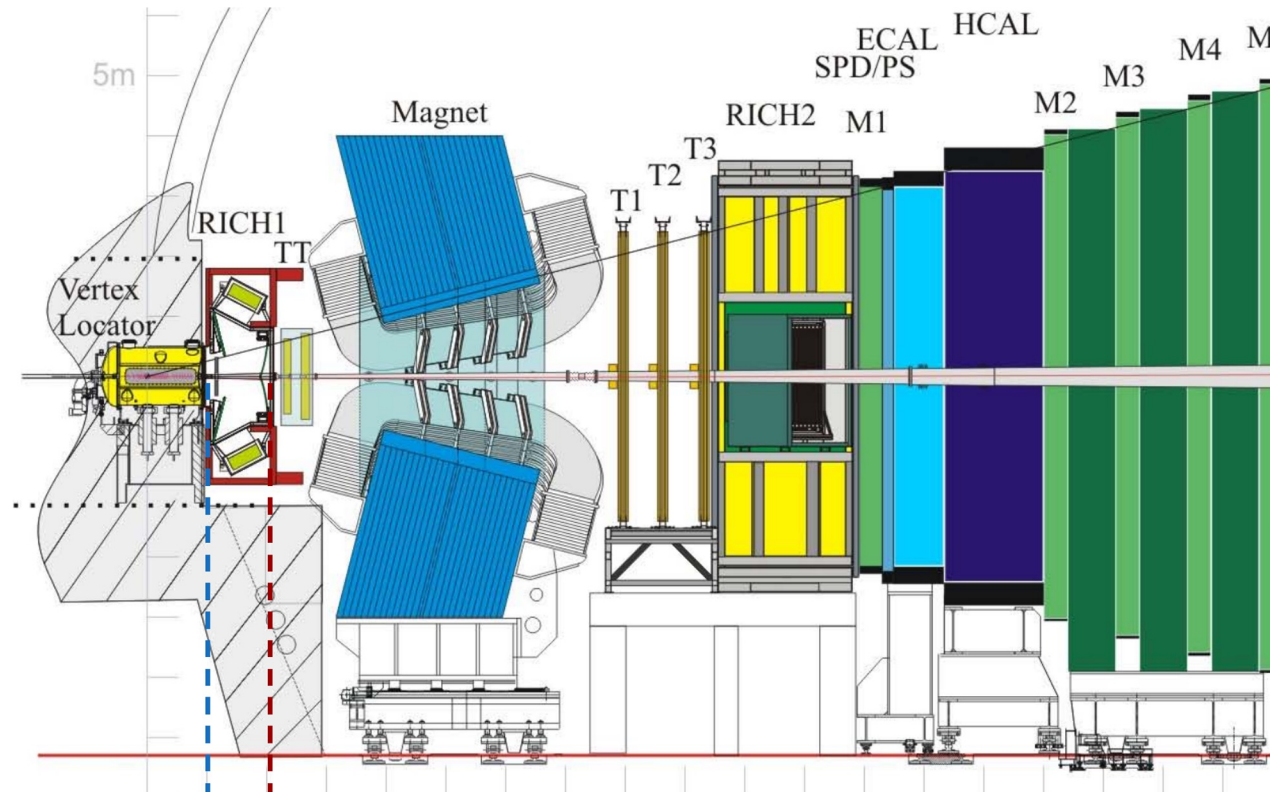 HCAL
ECAL
SPD/PS
M4
M3
M2
M1
5m
Magnet
RICH2
T3
T2
T1
RICH1
TT
Vertex
Locator